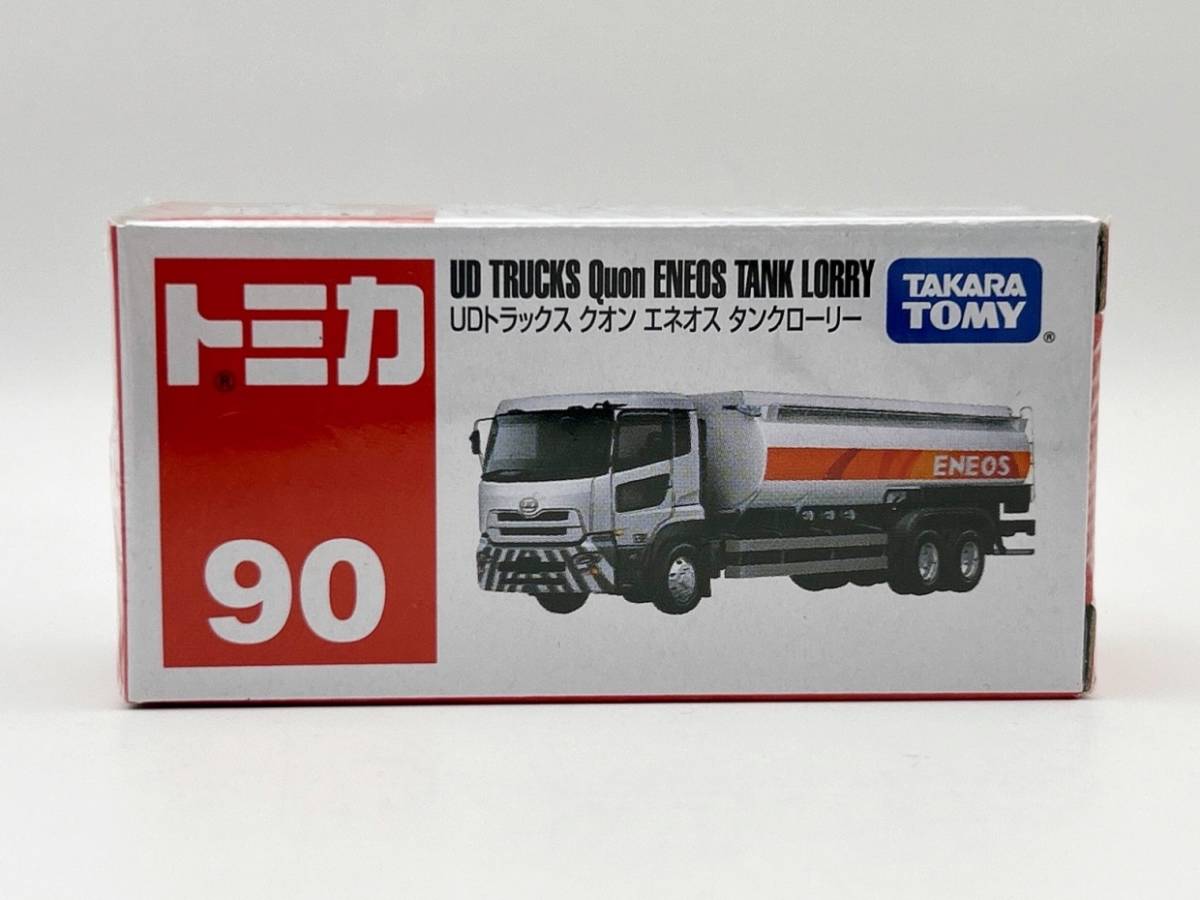 トミカ
®
90
UD TRUCKS Quon ENEOS TANK LORRY
UDトラックス クオン エネオス タンクローリー
TAKARA
TOMY
®
ENEOS
UD